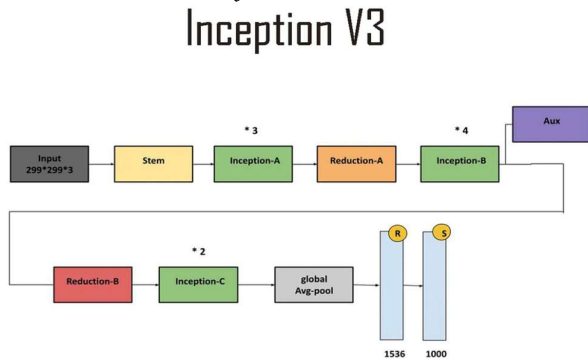 Inception V3
* 3
* 4
Aux
Input
299*299*3
Stem
Inception-A
Reduction-A
Inception-B
* 2
R
S
Reduction-B
Inception-C
global
Avg-pool
1536
1000